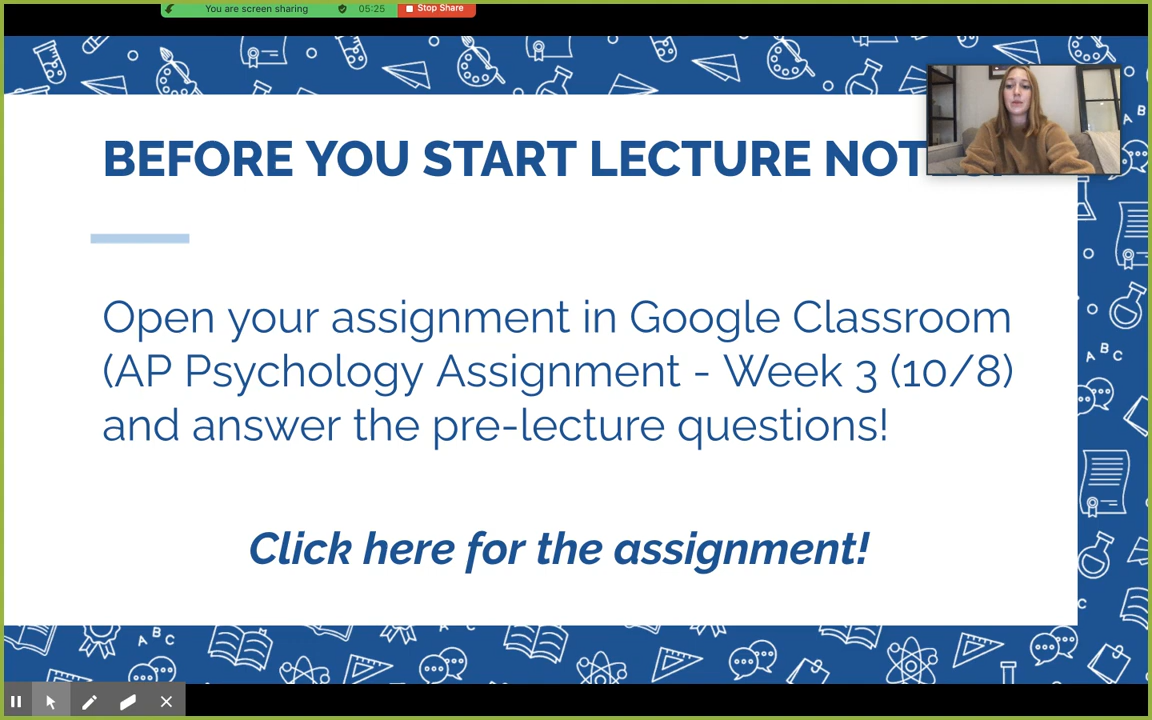 You are screen sharing 05:25 Stop Share
BEFORE YOU START LECTURE
Open your assignment in Google Classroom
(AP Psychology Assignment - Week 3 (10/8)
and answer the pre-lecture questions!
Click here for the assignment!
A B C
A B C
A B C